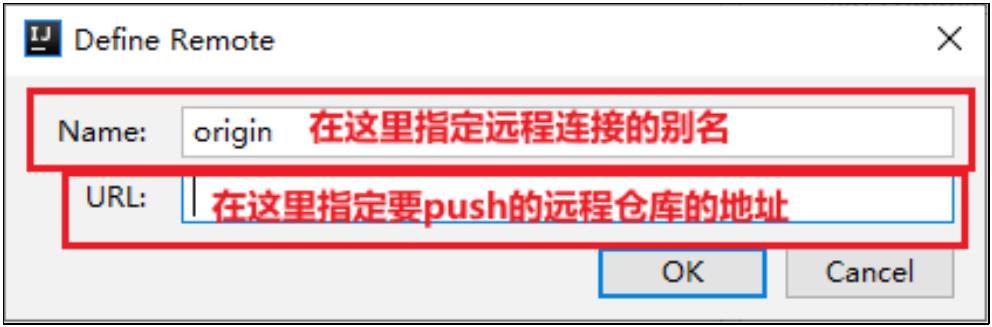 IJ
Define Remote
Name: origin 在这里指定远程连接的别名
URL: 在这里指定要push的远程仓库的地址
OK Cancel